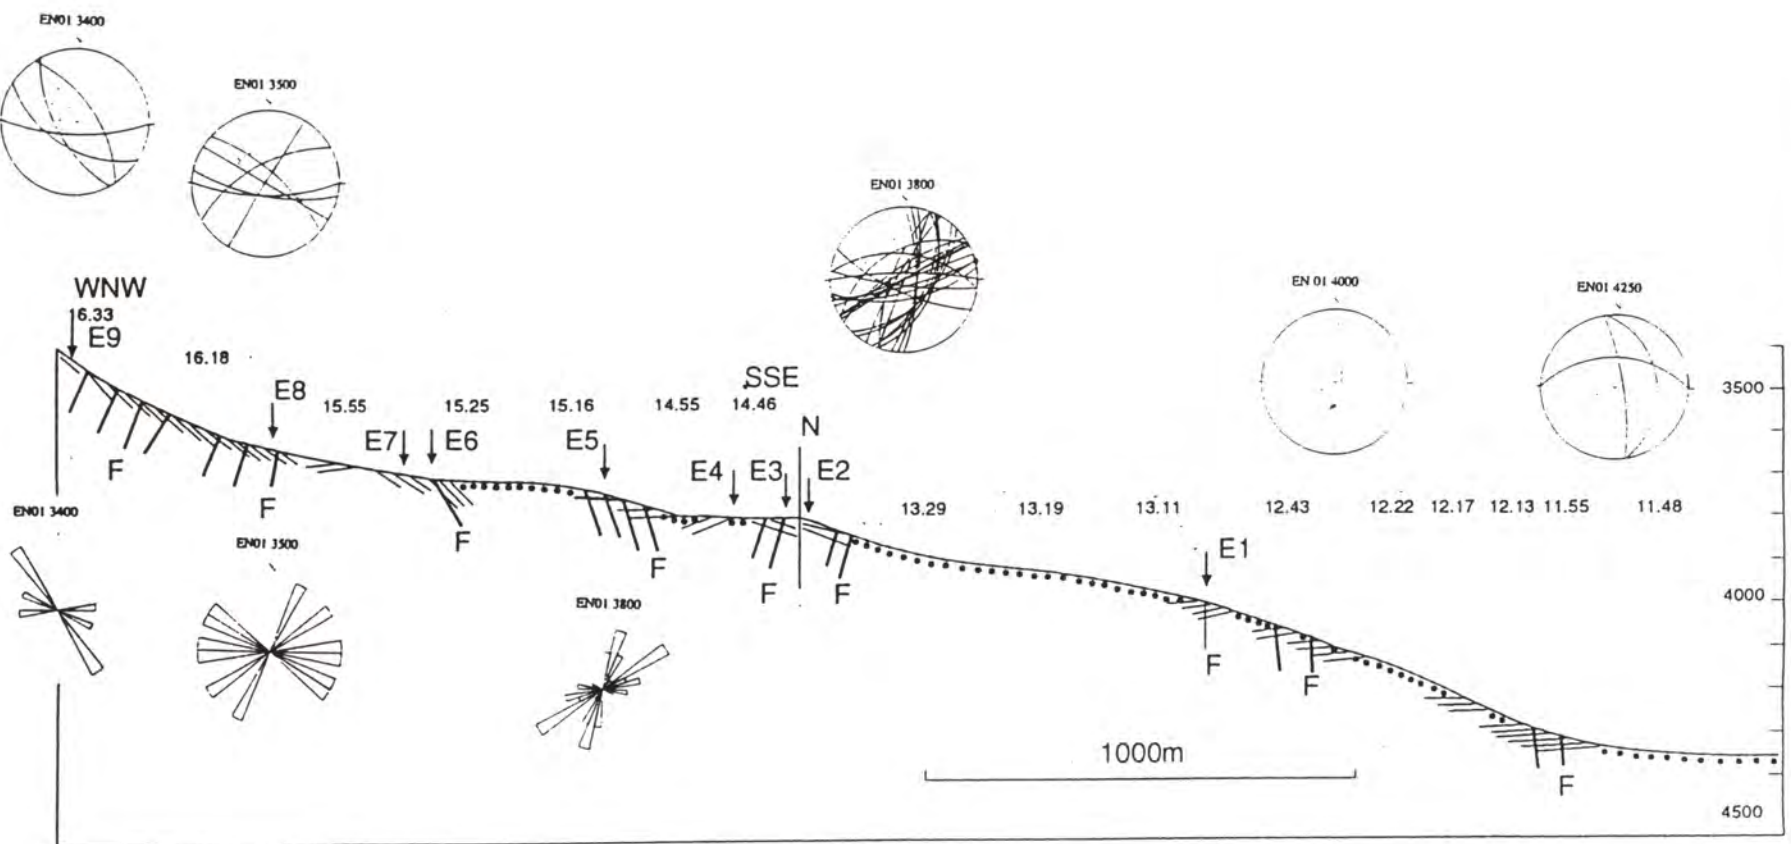 EN01 3400
EN01 3500
EN01 3800
EN 01 4000
EN01 4250
WNW
16.33
E9
16.18
E8
15.55
E7
E6
15.25
15.16
E5
14.55
SSE
14.46
E4
E3
N
E2
13.29
13.19
13.11
12.43
12.22
12.17
12.13
11.55
11.48
E1
3500
4000
4500
F
F
F
F
F
F
F
F
F
EN01 3400
EN01 3500
EN01 3800
1000m